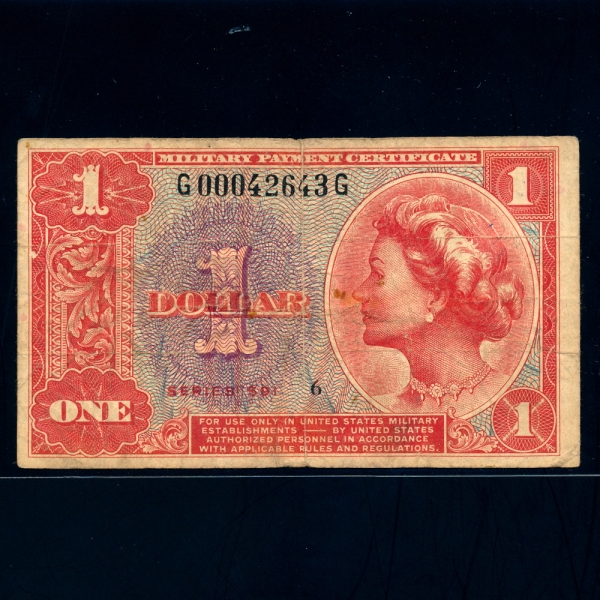 MILITARY PAYMENT CERTIFICATE
1
1
G00042643G
1
DOLLAR
SERIES 591
6
ONE
1
FOR USE ONLY IN UNITED STATES MILITARY
ESTABLISHMENTS — BY UNITED STATES
AUTHORIZED PERSONNEL IN ACCORDANCE
WITH APPLICABLE RULES AND REGULATIONS.